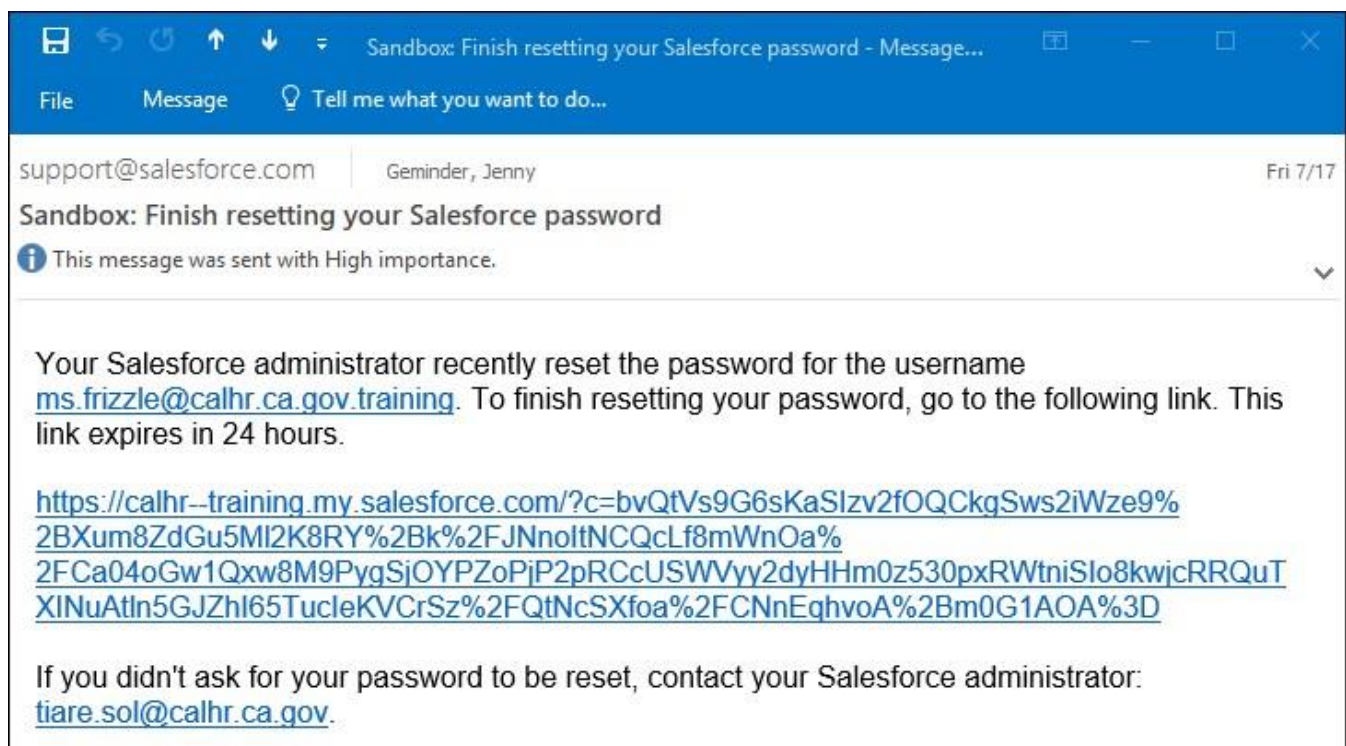 Sandbox: Finish resetting your Salesforce password - Message...
File Message Tell me what you want to do...
support@salesforce.com Geminder, Jenny Fri 7/17
Sandbox: Finish resetting your Salesforce password
This message was sent with High importance.
Your Salesforce administrator recently reset the password for the username
ms.frizzle@calhr.ca.gov.training. To finish resetting your password, go to the following link. This
link expires in 24 hours.
https://calhr--training.my.salesforce.com/?c=bvQtVs9G6sKaSIzv2fOQCkgSws2iWze9%
2BXum8ZdGu5Ml2K8RY%2Bk%2FJNnoltNCQcLf8mWnOa%
2FCa04oGw1Qxw8M9PygSjOYPZoPjP2pRCcUSWVyy2dyHHm0z530pxRWtniSlo8kwjcRRQuT
XINuAtln5GJZhl65TucleKVCrSz%2FQtNcSXfoa%2FCNnEqhvoA%2Bm0G1AOA%3D
If you didn't ask for your password to be reset, contact your Salesforce administrator:
tiare.sol@calhr.ca.gov.